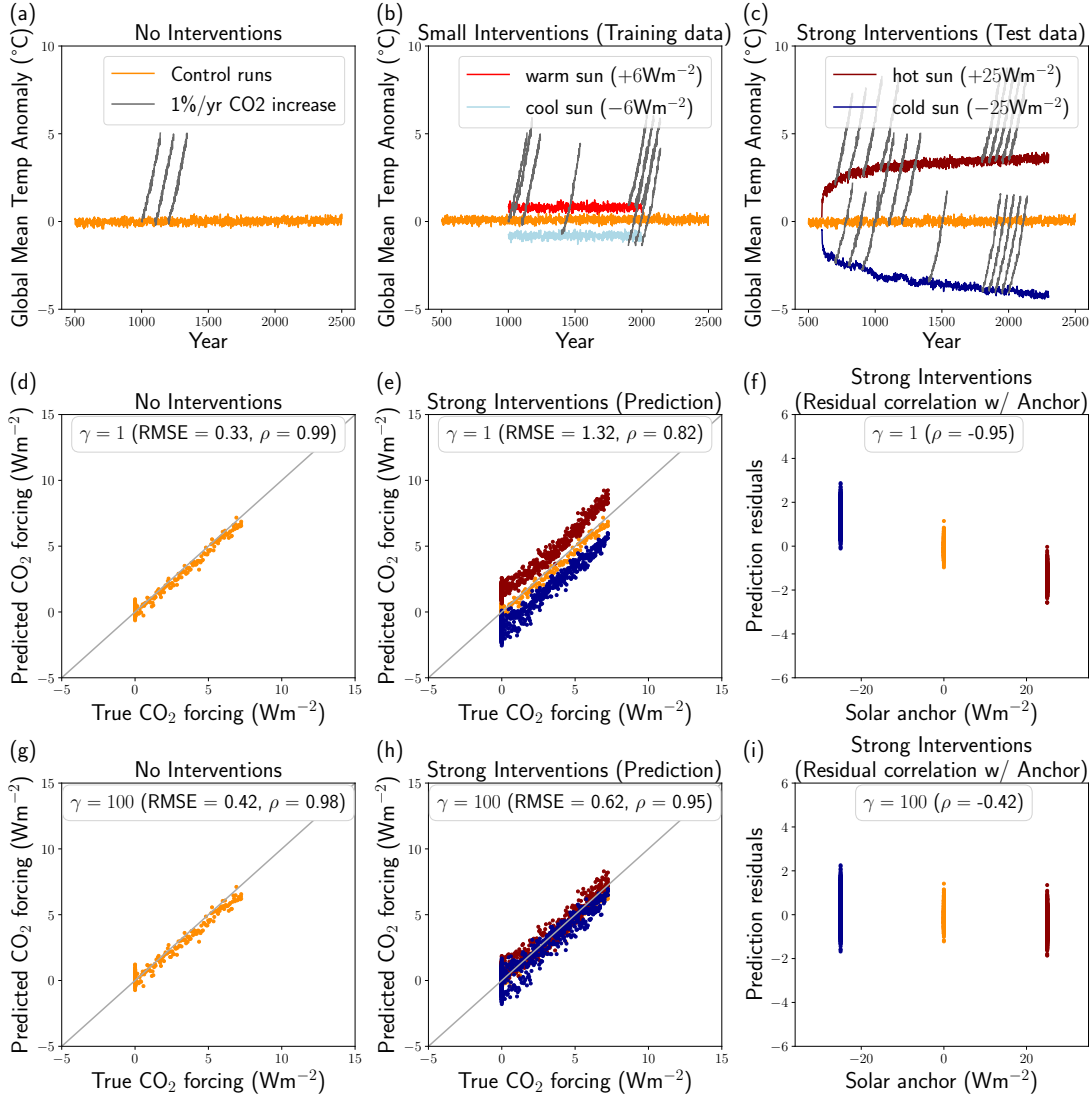 (a)
No Interventions
Global Mean Temp Anomaly (°C)
10
5
0
−5
Control runs
1%/yr CO2 increase
500
1000
1500
2000
2500
Year
(b)
Small Interventions (Training data)
Global Mean Temp Anomaly (°C)
10
5
0
−5
warm sun (+6Wm−2)
cool sun (−6Wm−2)
500
1000
1500
2000
2500
Year
(c)
Strong Interventions (Test data)
Global Mean Temp Anomaly (°C)
10
5
0
−5
hot sun (+25Wm−2)
cold sun (−25Wm−2)
500
1000
1500
2000
2500
Year
(d)
No Interventions
Predicted CO2 forcing (Wm−2)
15
10
5
0
−5
γ = 1 (RMSE = 0.33, ρ = 0.99)
−5
0
5
10
15
True CO2 forcing (Wm−2)
(e)
Strong Interventions (Prediction)
Predicted CO2 forcing (Wm−2)
15
10
5
0
−5
γ = 1 (RMSE = 1.32, ρ = 0.82)
−5
0
5
10
15
True CO2 forcing (Wm−2)
(f)
Strong Interventions
(Residual correlation w/ Anchor)
Prediction residuals
6
4
2
0
−2
−4
−6
γ = 1 (ρ = -0.95)
−20
0
20
Solar anchor (Wm−2)
(g)
No Interventions
Predicted CO2 forcing (Wm−2)
15
10
5
0
−5
γ = 100 (RMSE = 0.42, ρ = 0.98)
−5
0
5
10
15
True CO2 forcing (Wm−2)
(h)
Strong Interventions (Prediction)
Predicted CO2 forcing (Wm−2)
15
10
5
0
−5
γ = 100 (RMSE = 0.62, ρ = 0.95)
−5
0
5
10
15
True CO2 forcing (Wm−2)
(i)
Strong Interventions
(Residual correlation w/ Anchor)
Prediction residuals
6
4
2
0
−2
−4
−6
γ = 100 (ρ = -0.42)
−20
0
20
Solar anchor (Wm−2)